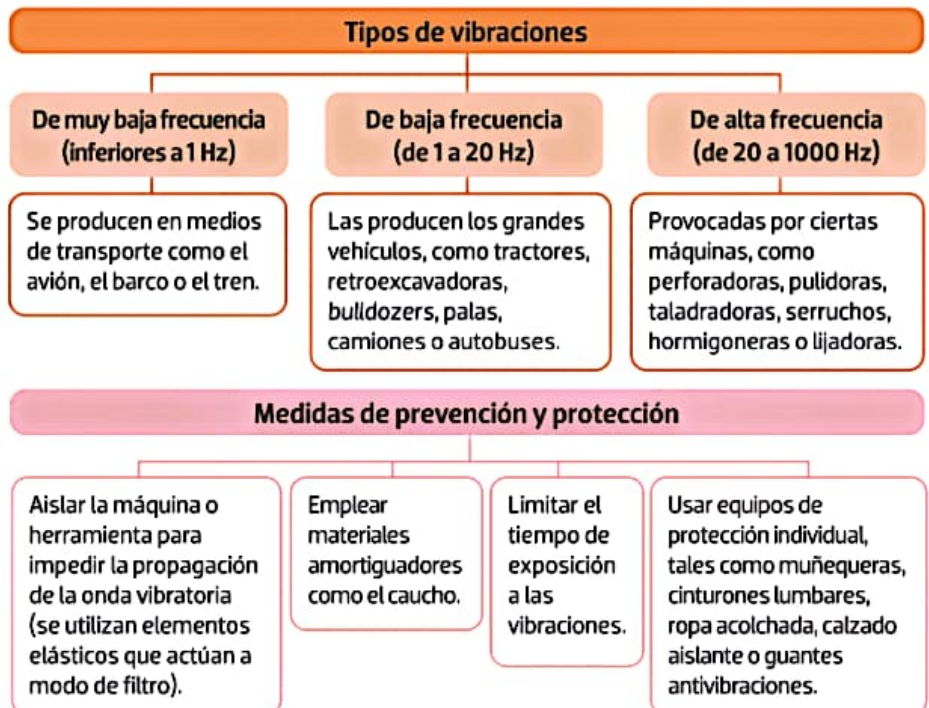 Tipos de vibraciones
De muy baja frecuencia
(inferiores a 1 Hz)
Se producen en medios
de transporte como el
avión, el barco o el tren.
De baja frecuencia
(de 1 a 20 Hz)
Las producen los grandes
vehículos, como tractores,
retroexcavadoras,
bulldozers, palas,
camiones o autobuses.
De alta frecuencia
(de 20 a 1000 Hz)
Provocadas por ciertas
máquinas, como
perforadoras, pulidoras,
taladradoras, serruchos,
hormigoneras o lijadoras.
Medidas de prevención y protección
Aislar la máquina o
herramienta para
impedir la propagación
de la onda vibratoria
(se utilizan elementos
elásticos que actúan a
modo de filtro).
Emplear
materiales
amortiguadores
como el caucho.
Limitar el
tiempo de
exposición
a las
vibraciones.
Usar equipos de
protección individual,
tales como muñequeras,
cinturones lumbares,
ropa acolchada, calzado
aislante o guantes
antivibraciones.